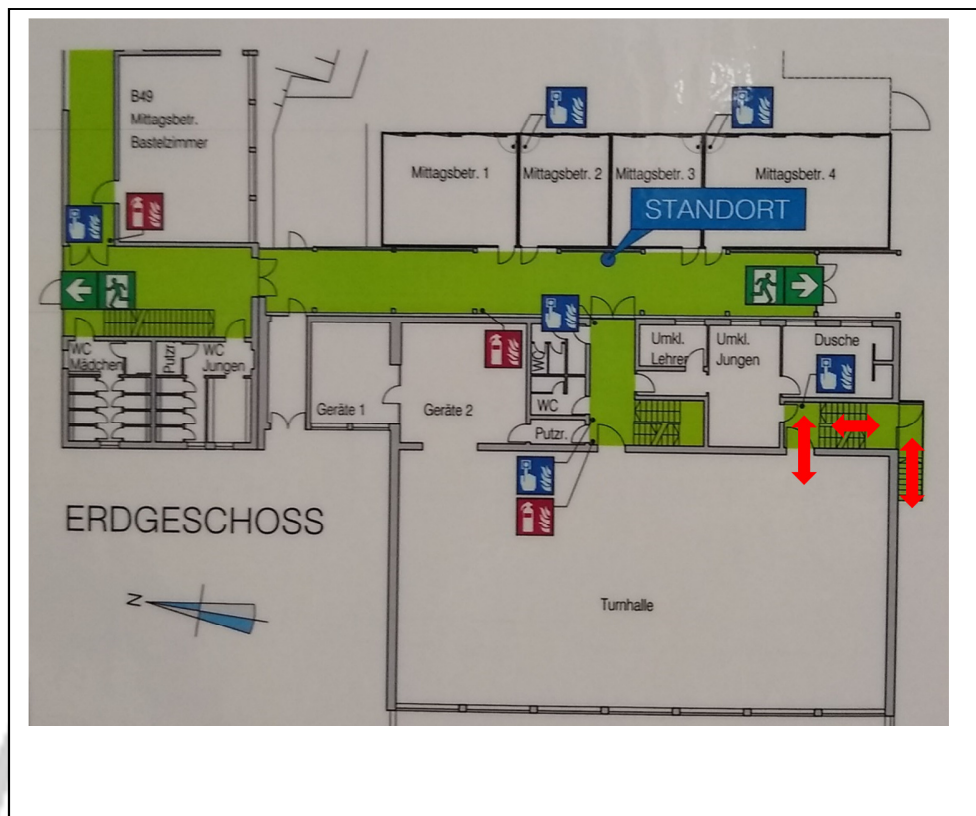 B49
Mittagsbetr.
Bastelzimmer
Mittagsbetr. 1
Mittagsbetr. 2
Mittagsbetr. 3
Mittagsbetr. 4
STANDORT
WC
Mädchen
Putzr.
WC
Jungen
Geräte 1
Geräte 2
WC
WC
Putzr.
Umkl.
Lehrer
Umkl.
Jungen
Dusche
ERDGESCHOSS
N
Turnhalle